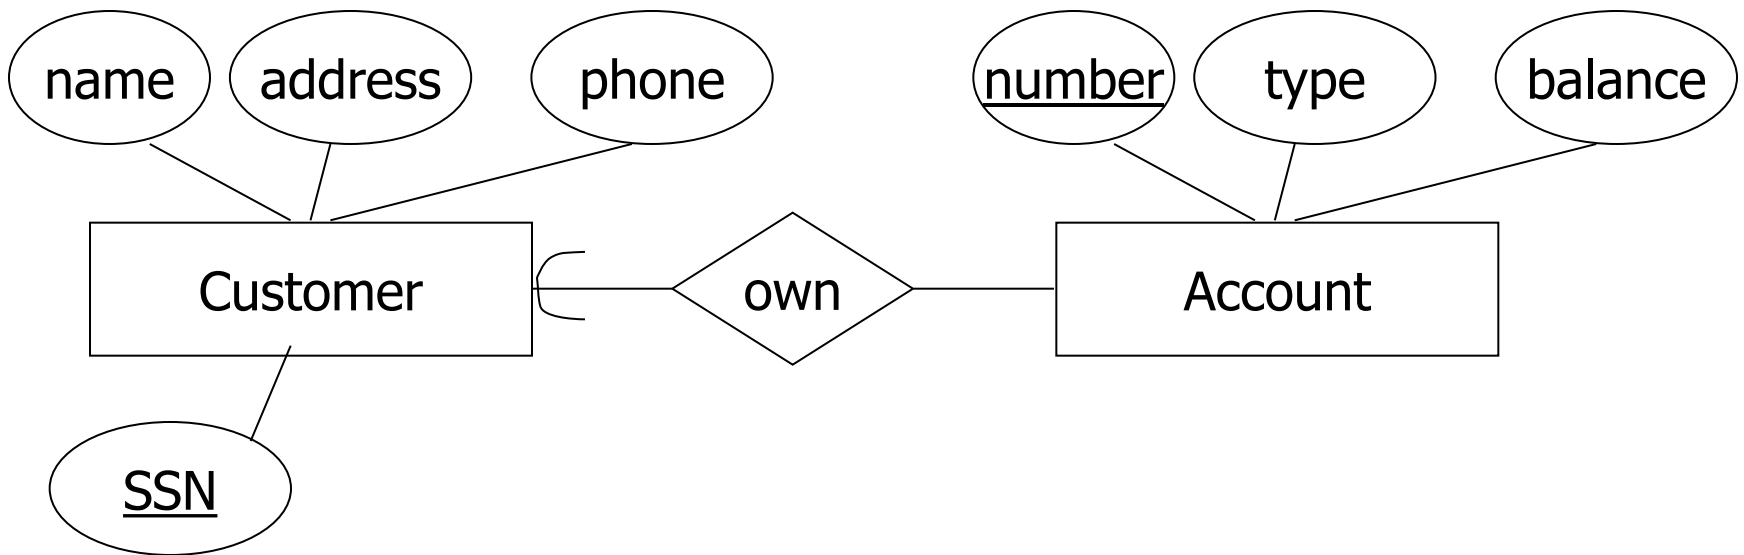 name
address
phone
number
type
balance
Customer
own
Account
SSN